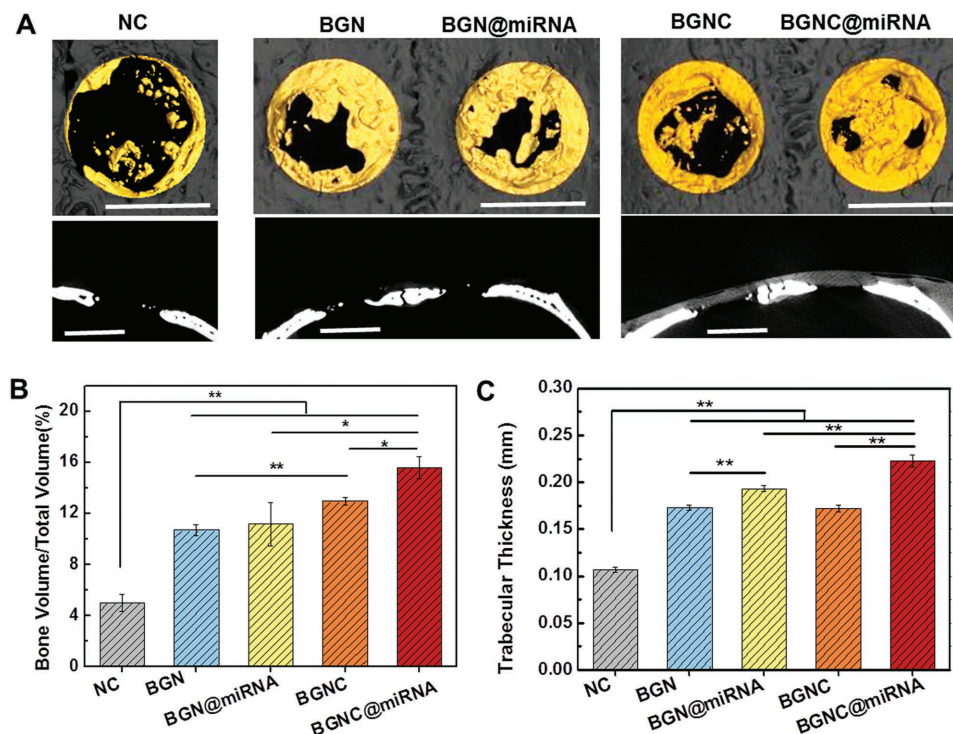 A
NC
BGN
BGN@miRNA
BGNC
BGNC@miRNA
B
Bone Volume/Total Volume(%)
20
16
12
8
4
0
**
*
*
**
NC
BGN
BGN@miRNA
BGNC
BGNC@miRNA
C
Trabecular Thickness (mm)
0.30
0.25
0.20
0.15
0.10
0.05
0.00
**
**
**
**
NC
BGN
BGN@miRNA
BGNC
BGNC@miRNA